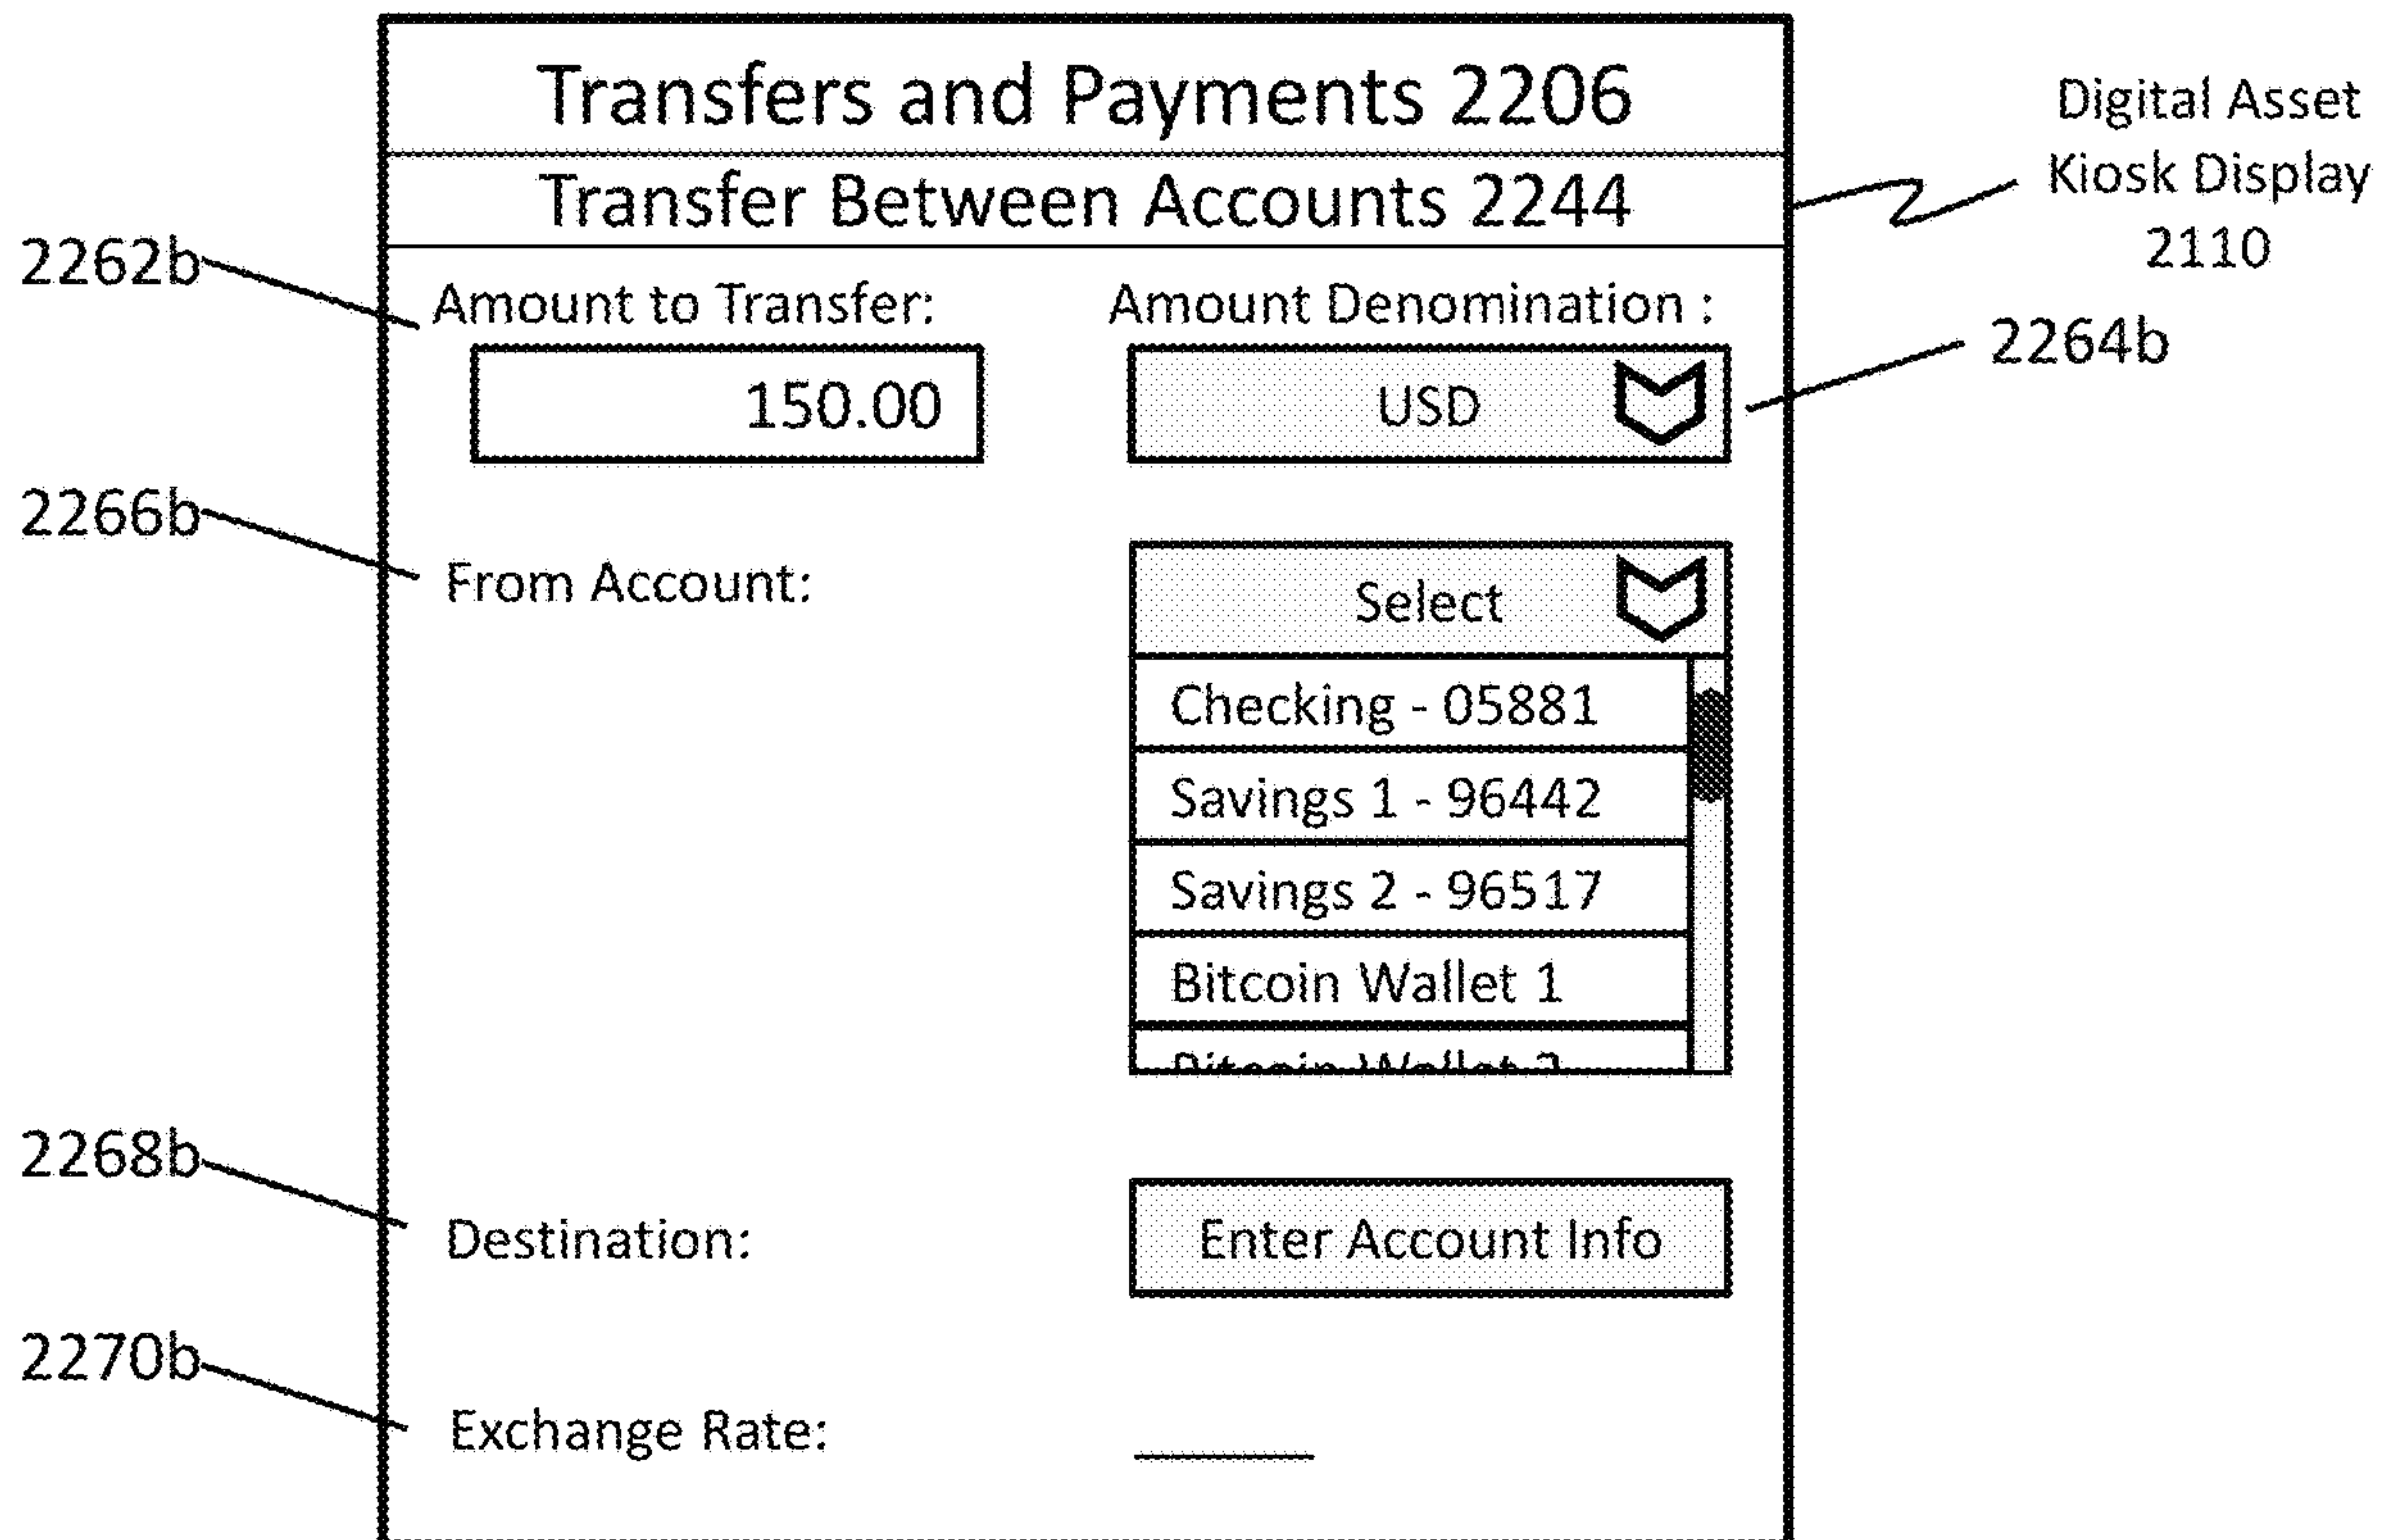 Transfers and Payments 2206
Digital Asset
Kiosk Display
2110
Transfer Between Accounts 2244
2262b
Amount to Transfer:
Amount Denomination :
2264b
150.00
USD
2266b
From Account:
Select
Checking - 05881
Savings 1 - 96442
Savings 2 - 96517
Bitcoin Wallet 1
Bitcoin Wallet
2268b
Destination:
Enter Account Info
2270b
Exchange Rate: